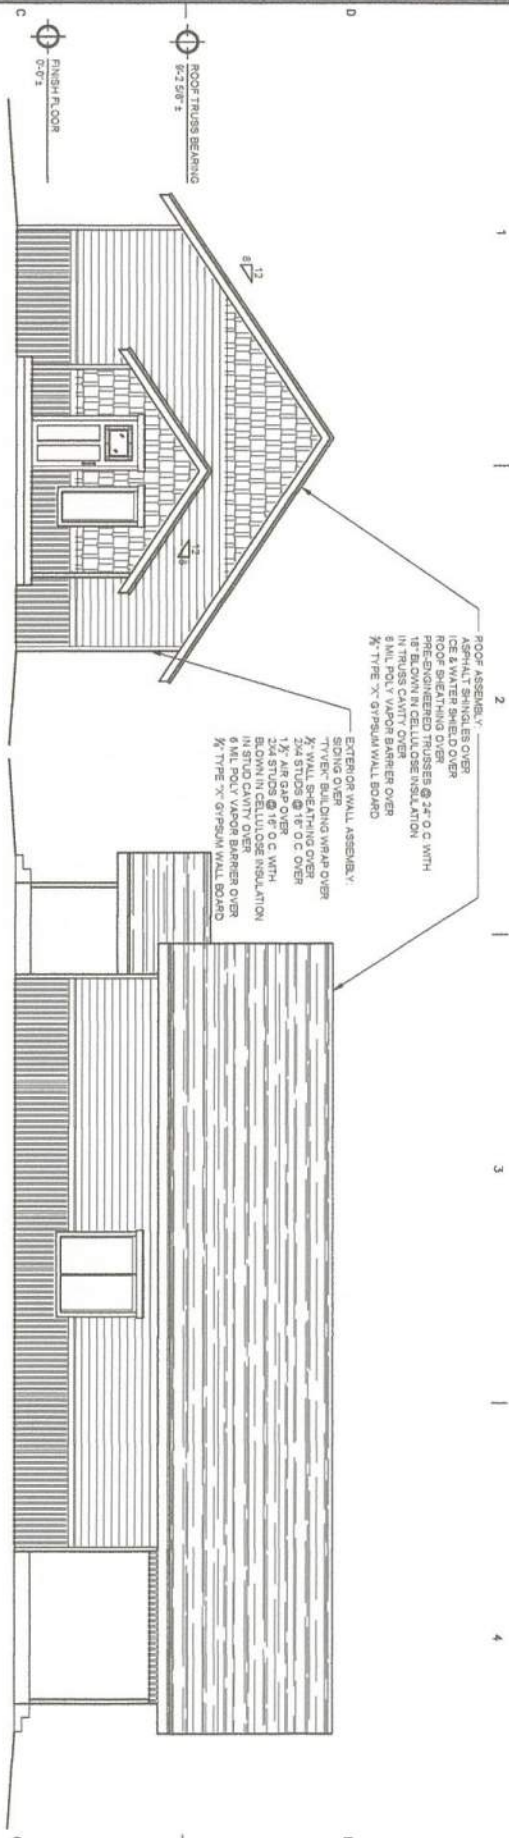 1
2
3
4
D
C
ROOF ASSEMBLY:
ASPHALT SHINGLES OVER
ICE & WATER SHIELD OVER
ROOF SHEATHING OVER
PRE-ENGINEERED TRUSSES @ 24" O.C. WITH
18" BLOWN IN CELLULOSE INSULATION
IN TRUSS CAVITY OVER
6 MIL POLY VAPOR BARRIER OVER
⅝" TYPE "X" GYPSUM WALL BOARD
EXTERIOR WALL ASSEMBLY:
SIDING OVER
"TYVEK" BUILDING WRAP OVER
½" WALL SHEATHING OVER
2X4 STUDS @ 16" O.C. OVER
1 ½" AIR GAP OVER
2X4 STUDS @ 16" O.C. WITH
BLOWN IN CELLULOSE INSULATION
IN STUD CAVITY OVER
6 MIL POLY VAPOR BARRIER OVER
⅝" TYPE "X" GYPSUM WALL BOARD
12
8
12
8
ROOF TRUSS BEARING
9'-2 5/8" ±
FINISH FLOOR
0'-0" ±